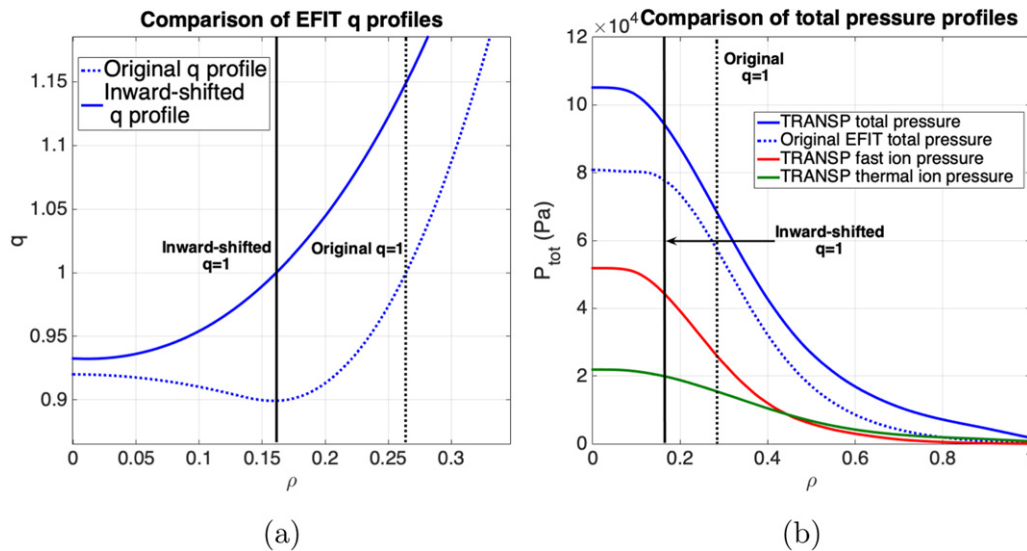 Comparison of EFIT q profiles
Original q profile
Inward-shifted
q profile
1.15
1.1
1.05
1
0.95
0.9
q
Inward-shifted
q=1
Original q=1
0
0.05
0.1
0.15
0.2
0.25
0.3
ρ
(a)
×10⁴
Comparison of total pressure profiles
Original
q=1
TRANSP total pressure
Original EFIT total pressure
TRANSP fast ion pressure
TRANSP thermal ion pressure
12
10
8
6
4
2
0
P_tot (Pa)
Inward-shifted
q=1
0
0.2
0.4
0.6
0.8
ρ
(b)